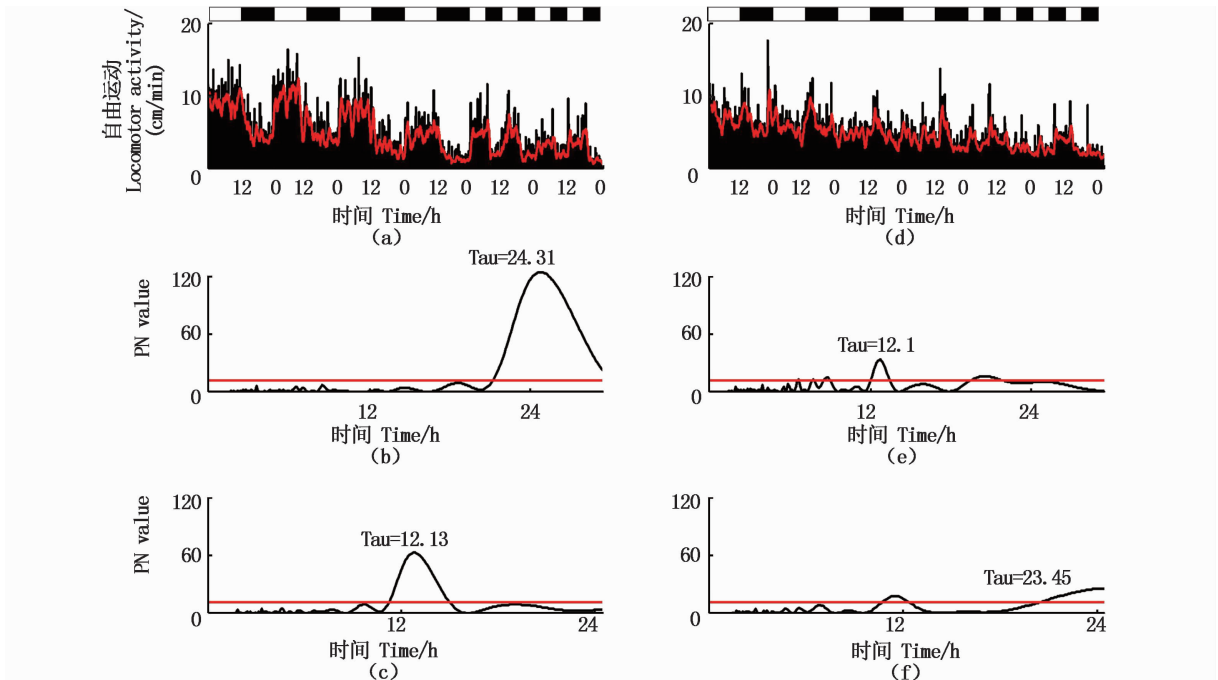 20
10
0
自由运动
Locomotor activity/
(cm/min)
12 0 12 0 12 0 12 0 12 0 12 0
时间 Time/h
(a)
20
10
0
12 0 12 0 12 0 12 0 12 0 12 0
时间 Time/h
(d)
Tau=24.31
120
60
0
PN value
12 24
时间 Time/h
(b)
120
60
0
Tau=12.1
12 24
时间 Time/h
(e)
120
60
0
PN value
Tau=12.13
12 24
时间 Time/h
(c)
120
60
0
Tau=23.45
12 24
时间 Time/h
(f)